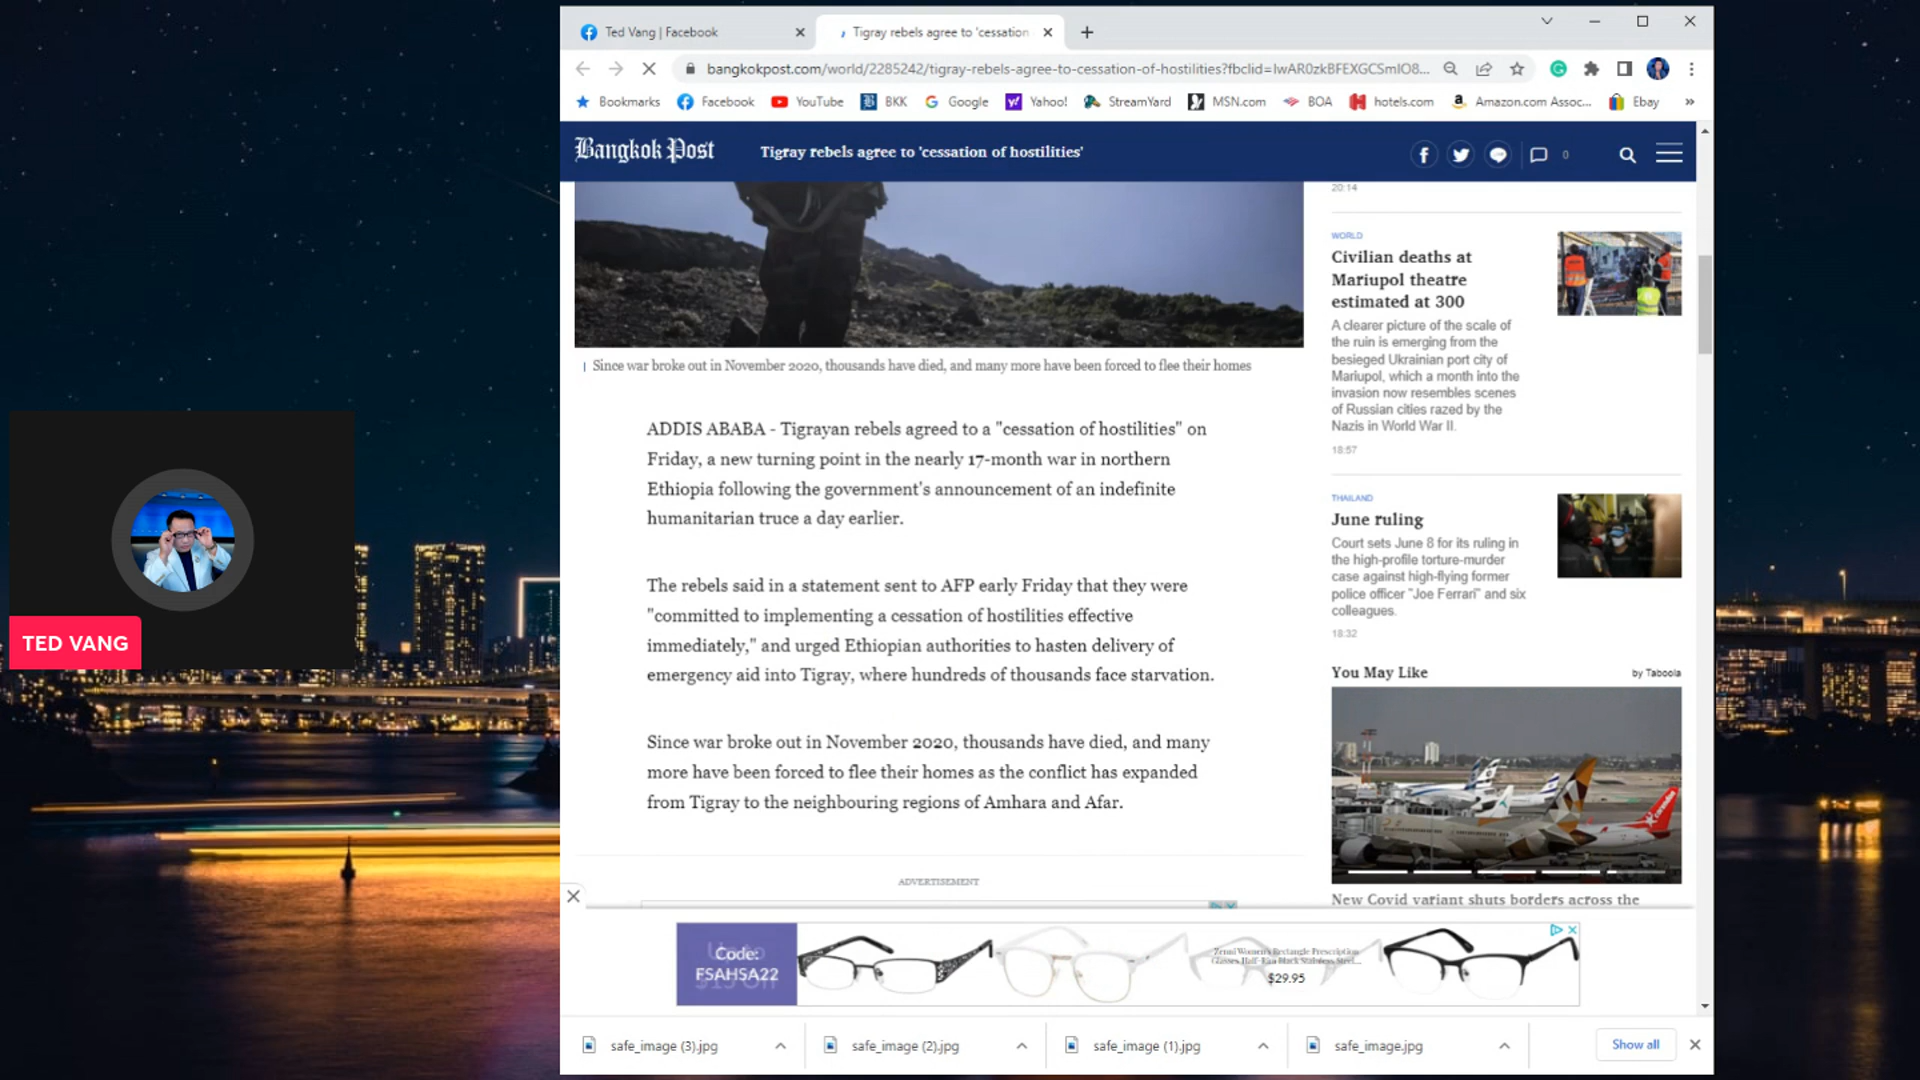 Ted Vang | Facebook
Tigray rebels agree to 'cessation
bangkokpost.com/world/2285242/tigray-rebels-agree-to-cessation-of-hostilities?fbclid=IwAR0zkBFEXGCSmIO8...
Bookmarks Facebook YouTube BKK Google Yahoo! StreamYard MSN.com BOA hotels.com Amazon.com Assoc... Ebay »
Bangkok Post
Tigray rebels agree to 'cessation of hostilities'
0
20:14
WORLD
Civilian deaths at
Mariupol theatre
estimated at 300
A clearer picture of the scale of
the ruin is emerging from the
besieged Ukrainian port city of
Mariupol, which a month into the
invasion now resembles scenes
of Russian cities razed by the
Nazis in World War II.
18:57
Since war broke out in November 2020, thousands have died, and many more have been forced to flee their homes
ADDIS ABABA - Tigrayan rebels agreed to a "cessation of hostilities" on
Friday, a new turning point in the nearly 17-month war in northern
Ethiopia following the government's announcement of an indefinite
humanitarian truce a day earlier.
The rebels said in a statement sent to AFP early Friday that they were
"committed to implementing a cessation of hostilities effective
immediately," and urged Ethiopian authorities to hasten delivery of
emergency aid into Tigray, where hundreds of thousands face starvation.
Since war broke out in November 2020, thousands have died, and many
more have been forced to flee their homes as the conflict has expanded
from Tigray to the neighbouring regions of Amhara and Afar.
THAILAND
June ruling
Court sets June 8 for its ruling in
the high-profile torture-murder
case against high-flying former
police officer "Joe Ferrari" and six
colleagues.
18:32
You May Like
by Taboola
New Covid variant shuts borders across the
ADVERTISEMENT
Up to
Code:
FSAHSA22
$15 Off
Zenni Women's Rectangle Prescription
Glasses Half-Rim Black Stainless Steel...
$29.95
safe_image (3).jpg
safe_image (2).jpg
safe_image (1).jpg
safe_image.jpg
Show all
TED VANG